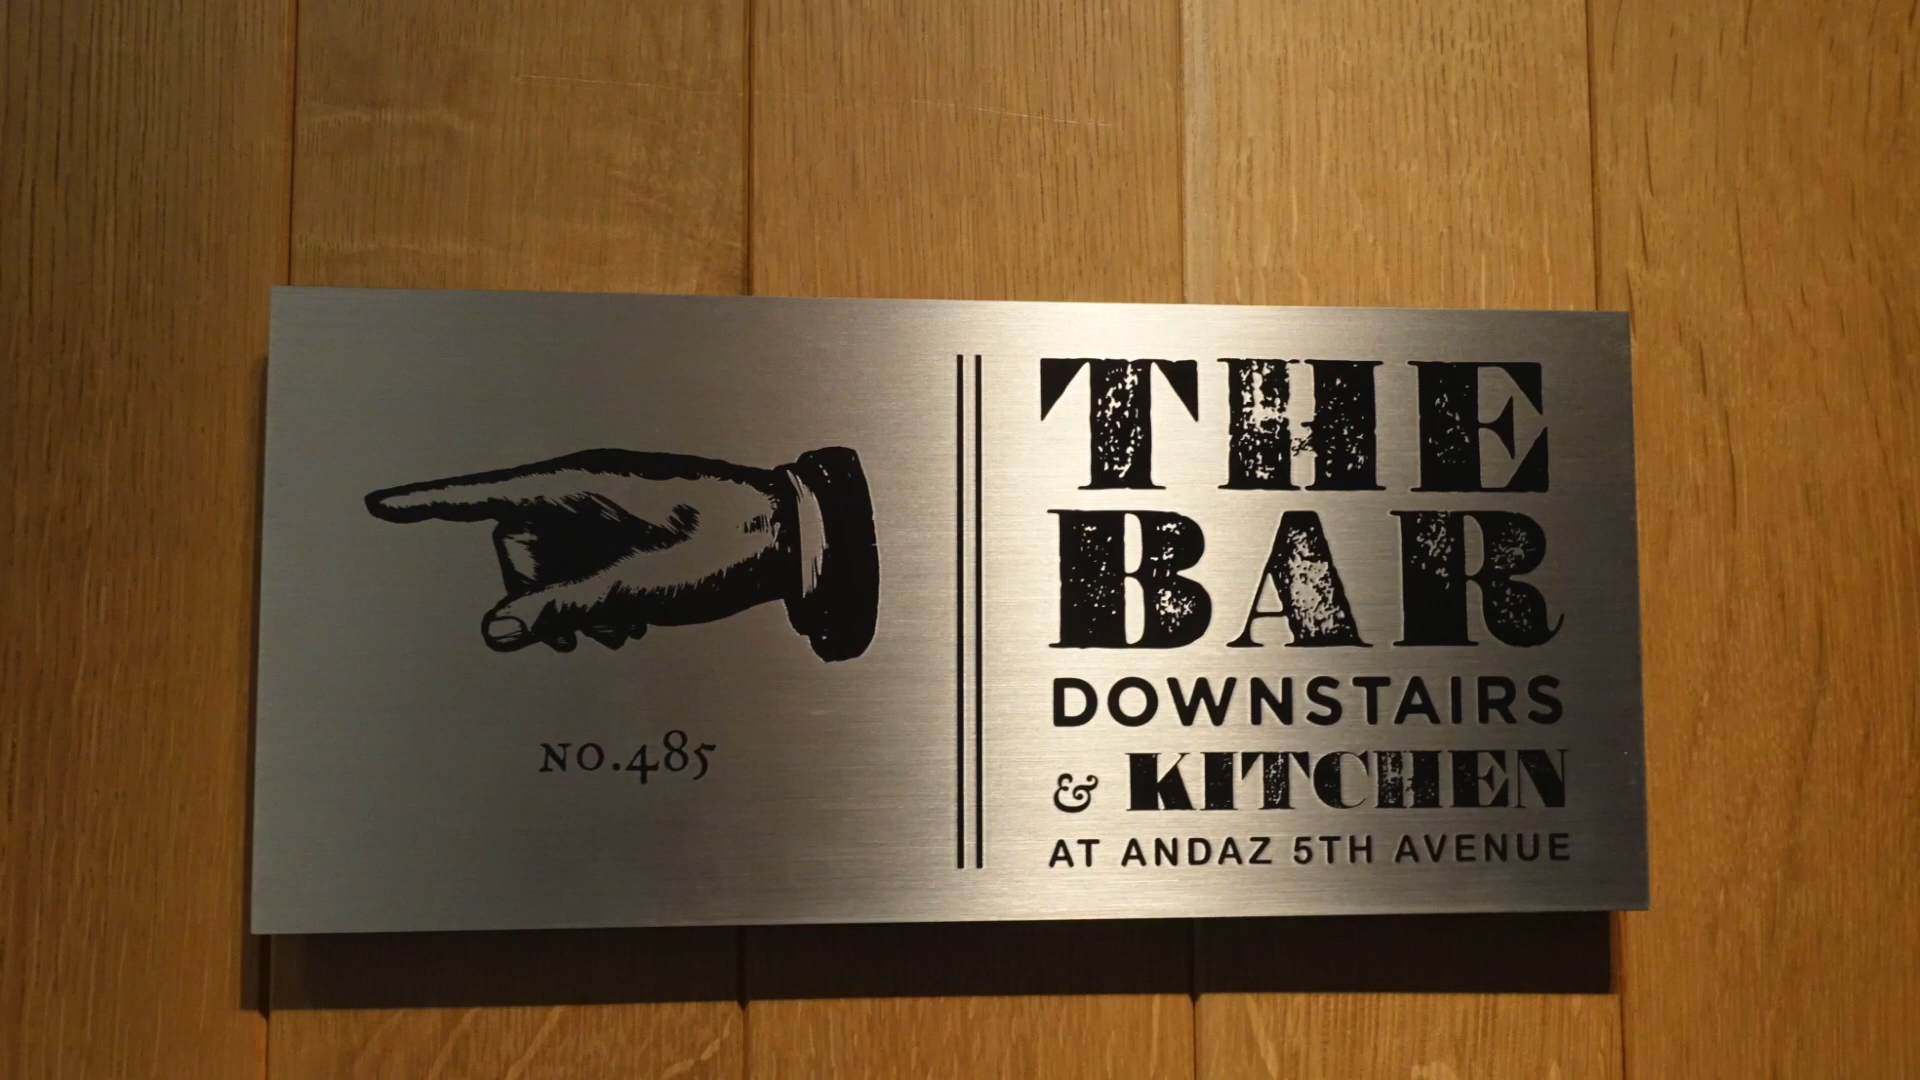 NO.485
THE
BAR
DOWNSTAIRS
& KITCHEN
AT ANDAZ 5TH AVENUE